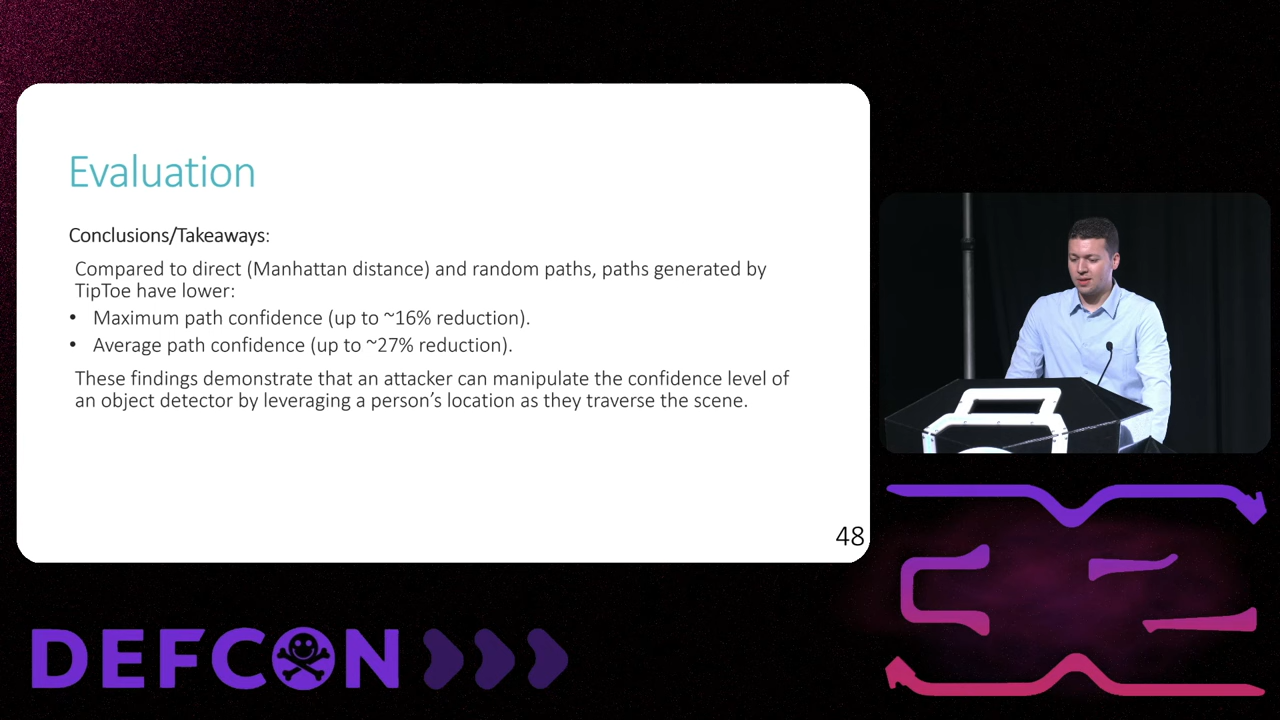 Evaluation
Conclusions/Takeaways:
Compared to direct (Manhattan distance) and random paths, paths generated by
TipToe have lower:
• Maximum path confidence (up to ~16% reduction).
• Average path confidence (up to ~27% reduction).
These findings demonstrate that an attacker can manipulate the confidence level of
an object detector by leveraging a person’s location as they traverse the scene.
48
DEFCON